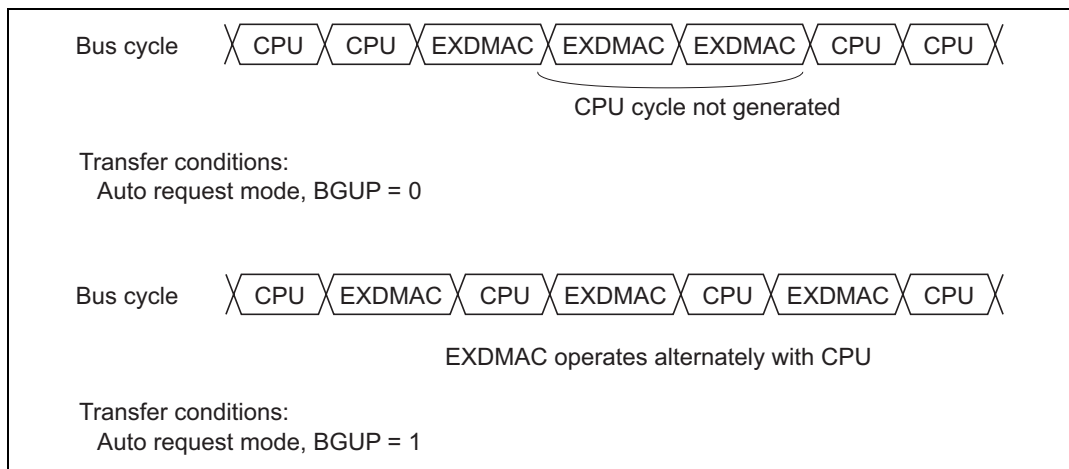 Bus cycle CPU CPU EXDMAC EXDMAC EXDMAC CPU CPU
CPU cycle not generated
Transfer conditions:
Auto request mode, BGUP = 0
Bus cycle CPU EXDMAC CPU EXDMAC CPU EXDMAC CPU
EXDMAC operates alternately with CPU
Transfer conditions:
Auto request mode, BGUP = 1